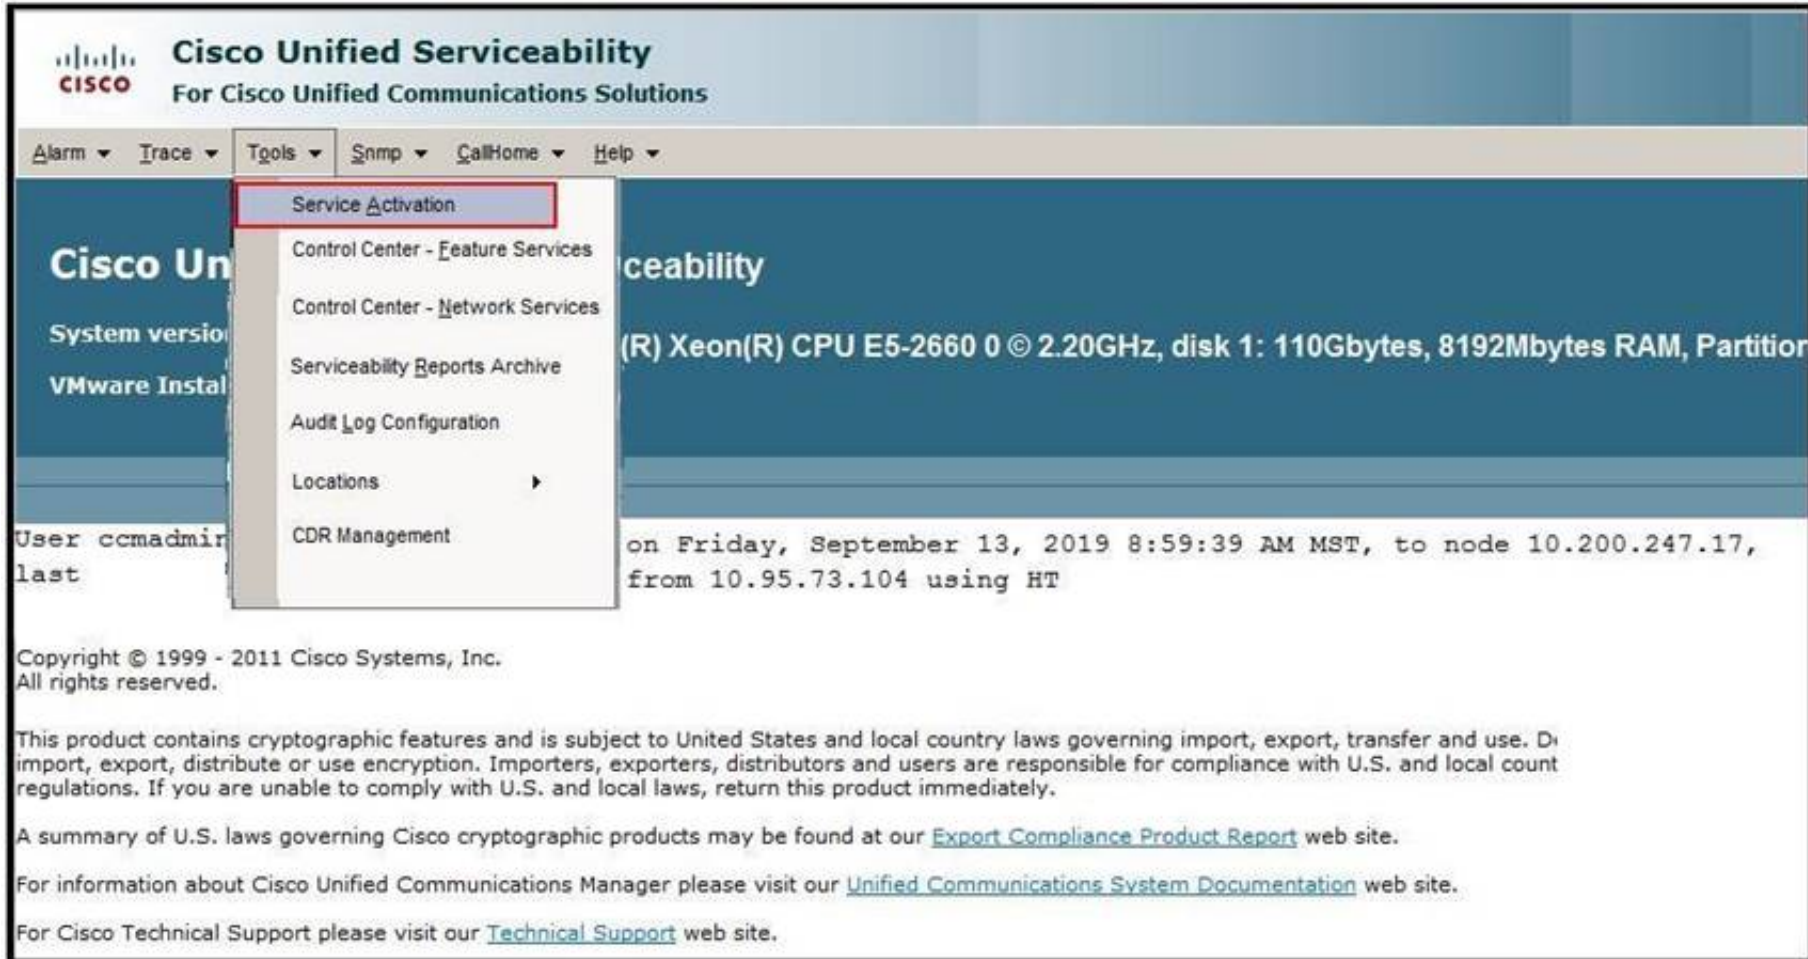 CISCO
Cisco Unified Serviceability
For Cisco Unified Communications Solutions
Alarm Trace Tools Snmp CallHome Help
Service Activation
Control Center - Feature Services
Control Center - Network Services
Serviceability Reports Archive
Audit Log Configuration
Locations
CDR Management
Cisco Un ceability
System versio (R) Xeon(R) CPU E5-2660 0 © 2.20GHz, disk 1: 110Gbytes, 8192Mbytes RAM, Partition
VMware Instal
User ccmadmin on Friday, September 13, 2019 8:59:39 AM MST, to node 10.200.247.17,
last from 10.95.73.104 using HT
Copyright © 1999 - 2011 Cisco Systems, Inc.
All rights reserved.
This product contains cryptographic features and is subject to United States and local country laws governing import, export, transfer and use.
import, export, distribute or use encryption. Importers, exporters, distributors and users are responsible for compliance with U.S. and local count
regulations. If you are unable to comply with U.S. and local laws, return this product immediately.
A summary of U.S. laws governing Cisco cryptographic products may be found at our Export Compliance Product Report web site.
For information about Cisco Unified Communications Manager please visit our Unified Communications System Documentation web site.
For Cisco Technical Support please visit our Technical Support web site.